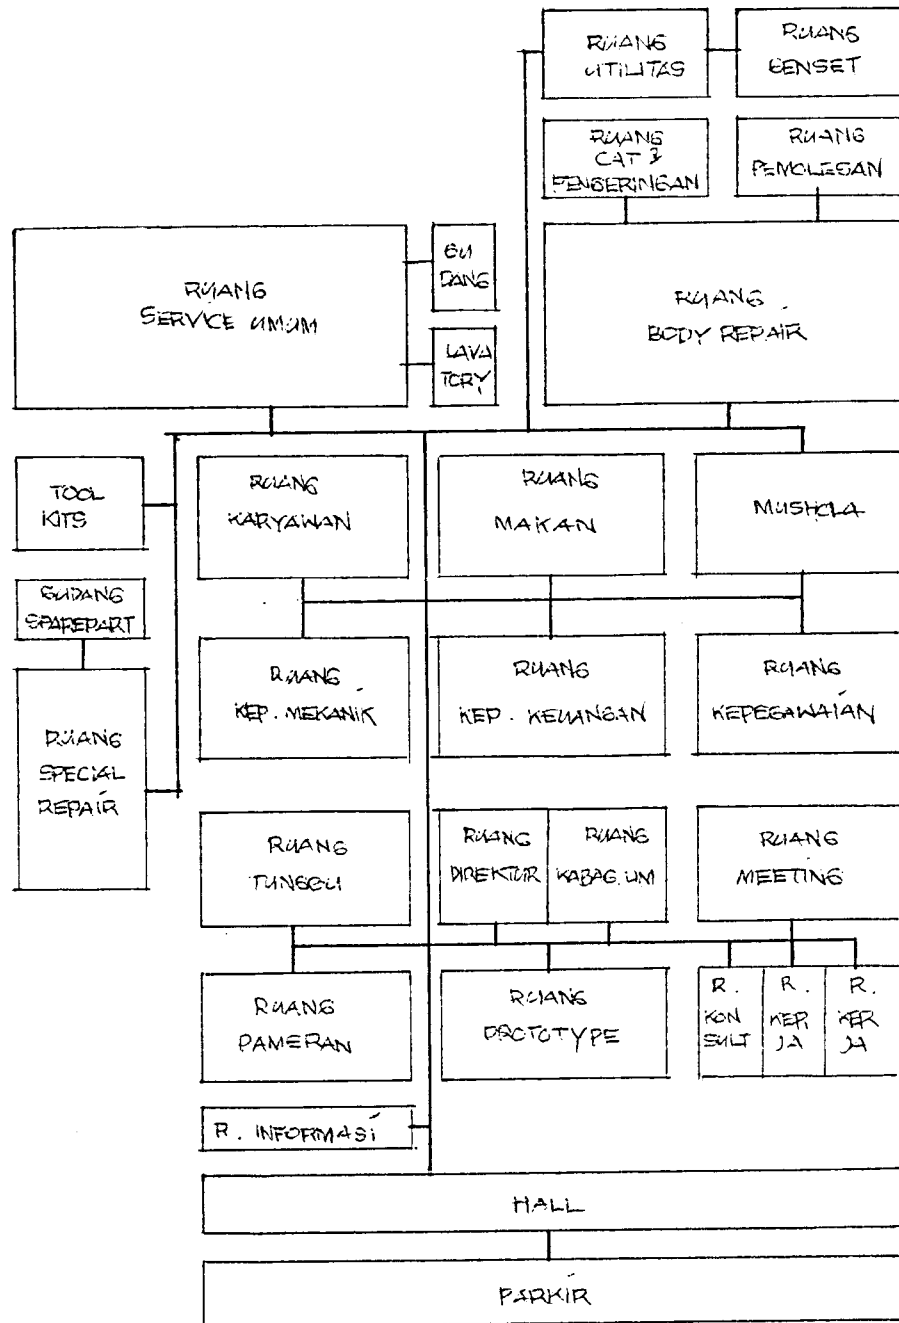 RUANG
UTILITAS
RUANG
GENSET
RUANG
CAT &
PENGERINGAN
RUANG
PEMOLESAN
RUANG
SERVICE UMUM
GU
DANG
LAVA
TORY
RUANG
BODY REPAIR
TOOL
KITS
RUANG
KARYAWAN
RUANG
MAKAN
MUSHOLA
GUDANG
SPAREPART
RUANG
SPECIAL
REPAIR
RUANG
KEP. MEKANIK
RUANG
KEP. KEUANGAN
RUANG
KEPEGAWAIAN
RUANG
TUNGGU
RUANG
DIREKTUR
RUANG
KABAG. UM
RUANG
MEETING
RUANG
PAMERAN
RUANG
PROTOTYPE
R.
KON
SULT
R.
KER
JA
R.
KER
JA
R. INFORMASI
HALL
PARKIR